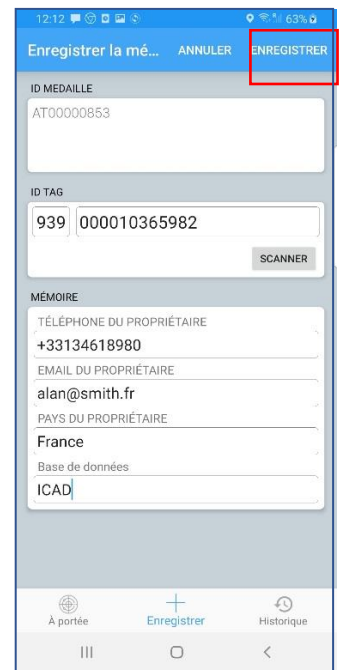 12:12 63%
Enregistrer la mé... ANNULER ENREGISTRER
ID MEDAILLE
AT00000853
ID TAG
939 000010365982
SCANNER
MÉMOIRE
TÉLÉPHONE DU PROPRIÉTAIRE
+33134618980
EMAIL DU PROPRIÉTAIRE
alan@smith.fr
PAYS DU PROPRIÉTAIRE
France
Base de données
ICAD
À portée Enregistrer Historique